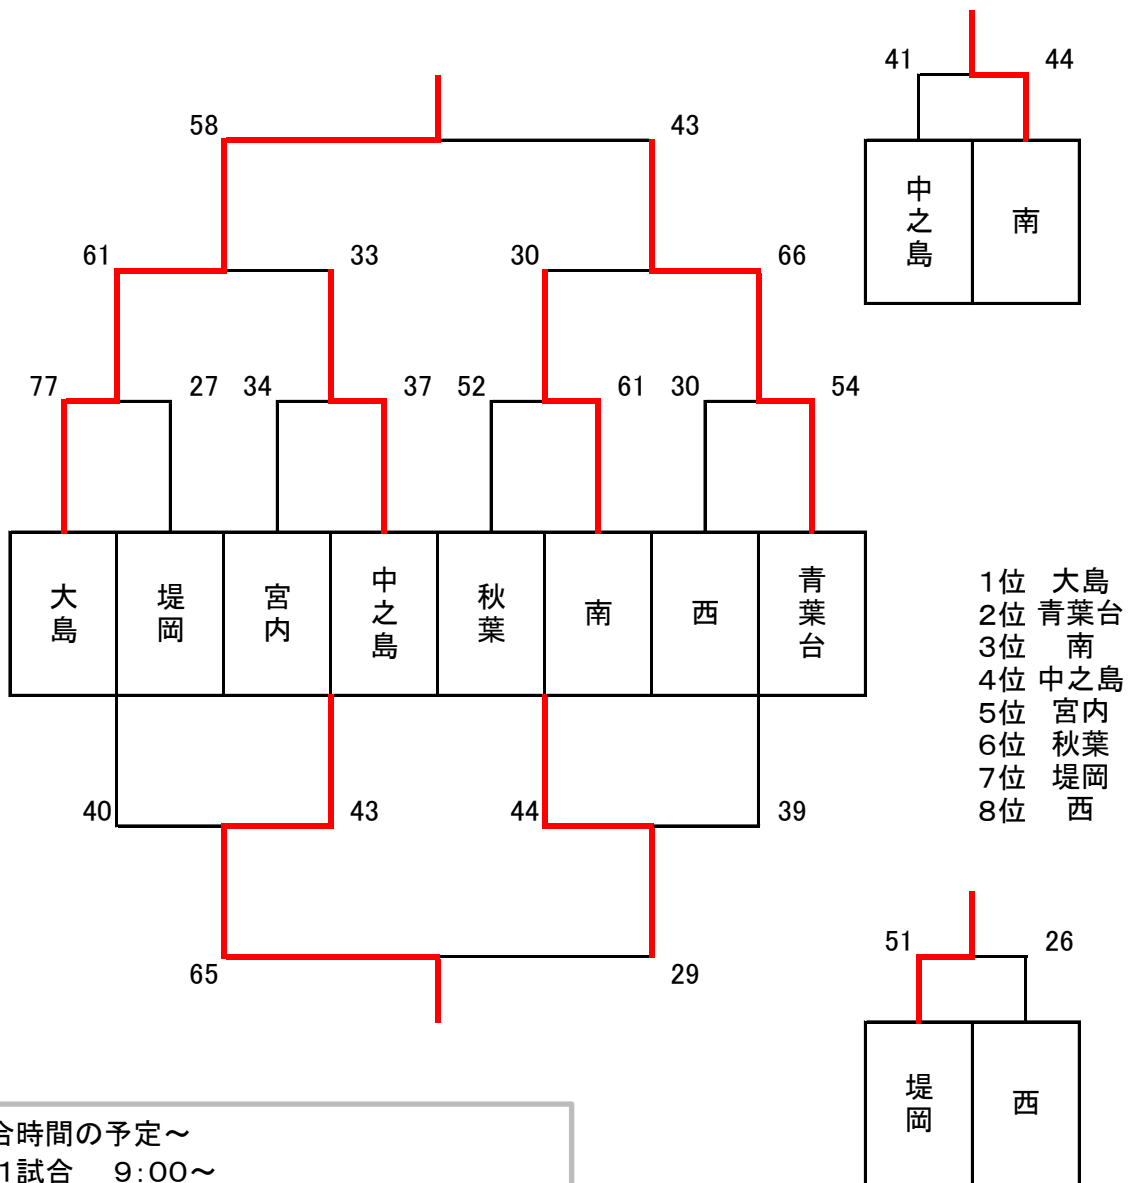 41 44
58 43
中之島 南
61 33 30 66
77 27 34 37 52 61 30 54
大島 堤岡 宮内 中之島 秋葉 南 西 青葉台
1位 大島
2位 青葉台
3位 南
4位 中之島
5位 宮内
6位 秋葉
7位 堤岡
8位 西
40 43 44 39
51 26
65 29
堤岡 西
合時間の予定～
1試合 9:00～